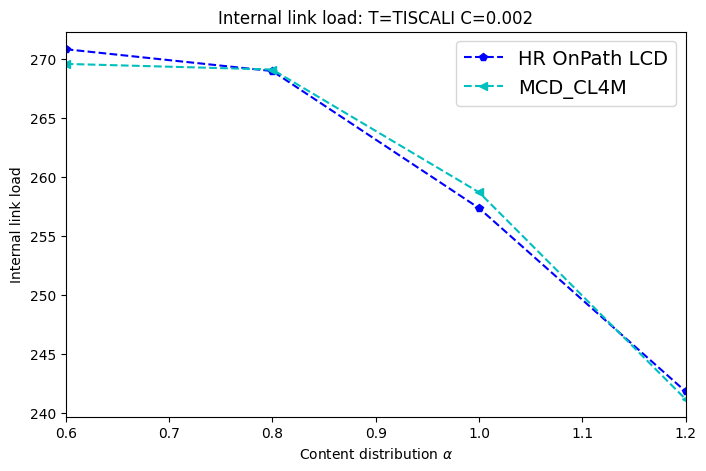 Internal link load: T=TISCALI C=0.002
HR OnPath LCD
MCD_CL4M
Internal link load
270
265
260
255
250
245
240
0.6 0.7 0.8 0.9 1.0 1.1 1.2
Content distribution α